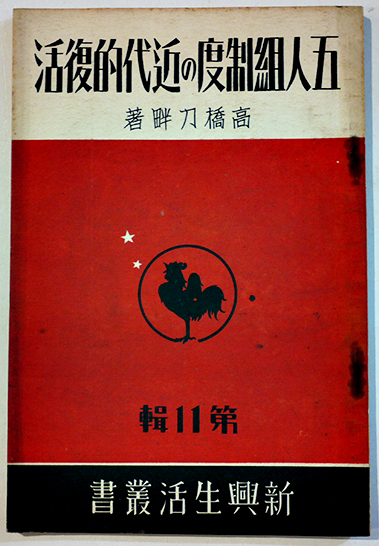 五人組制度の近代的復活
高橋刀畔著
第11輯
新興生活叢書